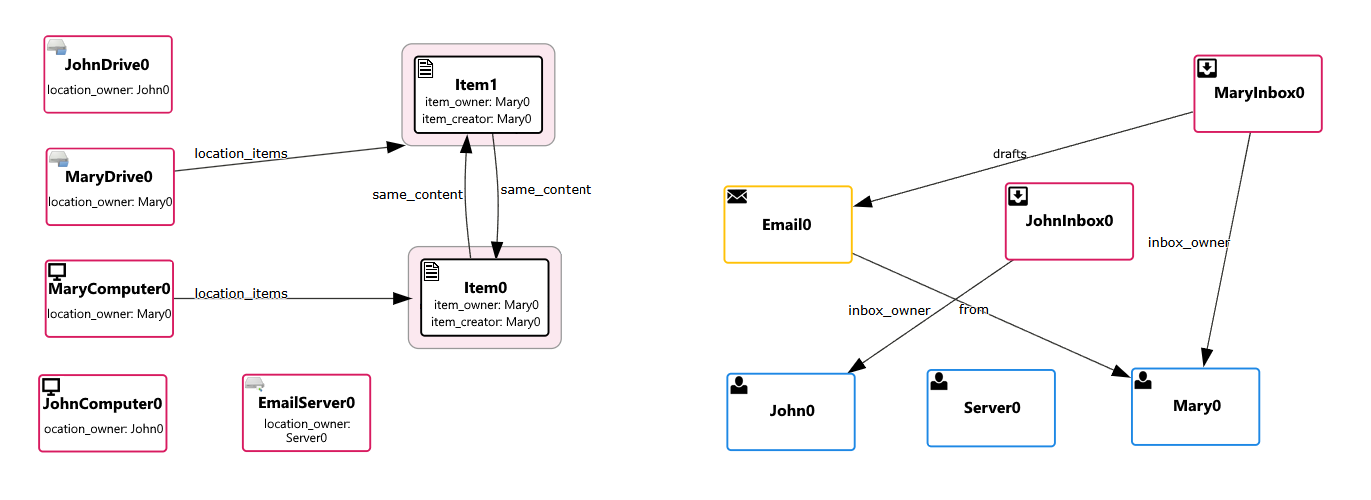 JohnDrive0
location_owner: John0
MaryDrive0
location_owner: Mary0
MaryComputer0
location_owner: Mary0
JohnComputer0
ocation_owner: John0
EmailServer0
location_owner:
Server0
location_items
location_items
Item1
item_owner: Mary0
item_creator: Mary0
same_content
same_content
Item0
item_owner: Mary0
item_creator: Mary0
MaryInbox0
drafts
Email0
JohnInbox0
inbox_owner
inbox_owner
from
John0
Server0
Mary0